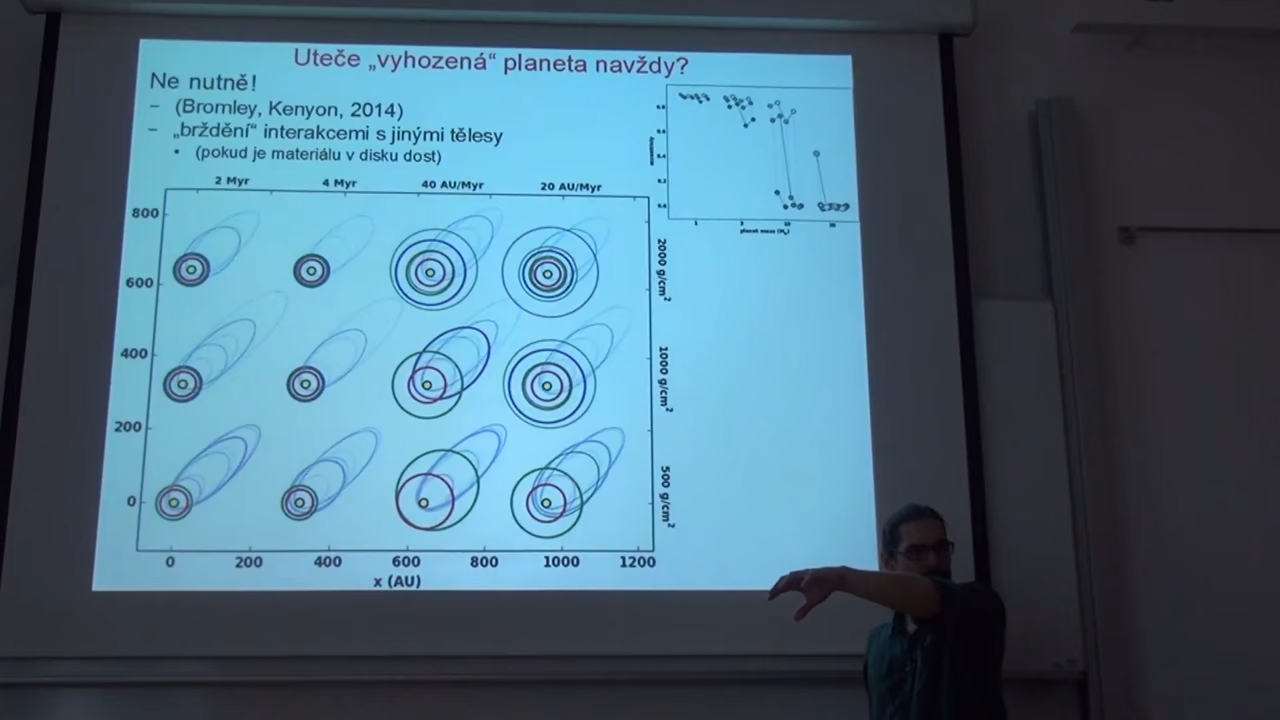 Uteče „vyhozená“ planeta navždy?
Ne nutně!
– (Bromley, Kenyon, 2014)
– „brždění“ interakcemi s jinými tělesy
• (pokud je materiálu v disku dost)
2 Myr 4 Myr 40 AU/Myr 20 AU/Myr
800
600
400
200
0
2000 g/cm²
1000 g/cm²
500 g/cm²
0 200 400 600 800 1000 1200
x (AU)
planet mass